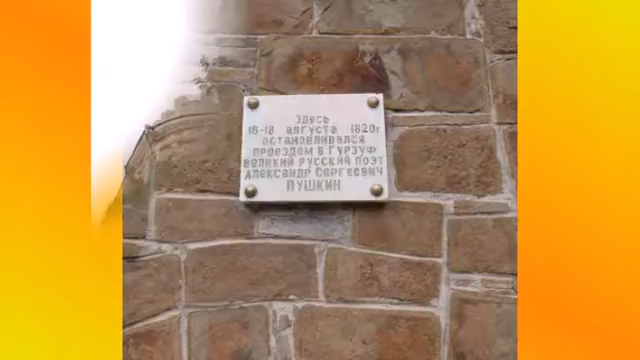 Здесь
16-18 августа 1820г
останавливался
проездом в Гурзуф
великий русский поэт
Александр Сергеевич
ПУШКИН